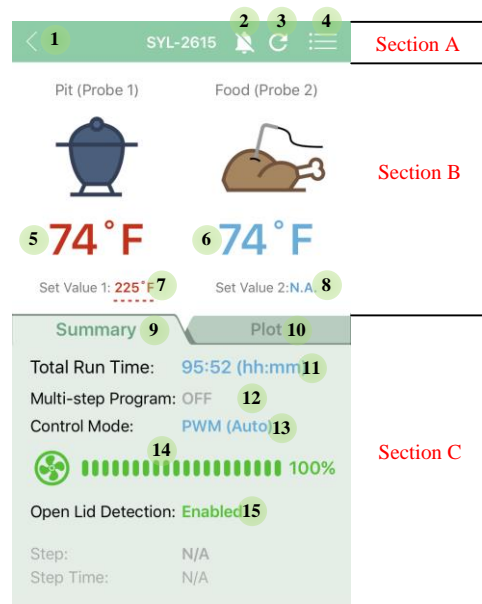 1 SYL-2615 2 3 4 Section A
Pit (Probe 1) Food (Probe 2)
Section B
5 74°F 6 74°F
Set Value 1: 225°F 7 Set Value 2:N.A. 8
Summary 9 Plot 10
Total Run Time: 95:52 (hh:mm) 11
Multi-step Program: OFF 12
Control Mode: PWM (Auto) 13
Section C
14
100%
Open Lid Detection: Enabled 15
Step: N/A
Step Time: N/A